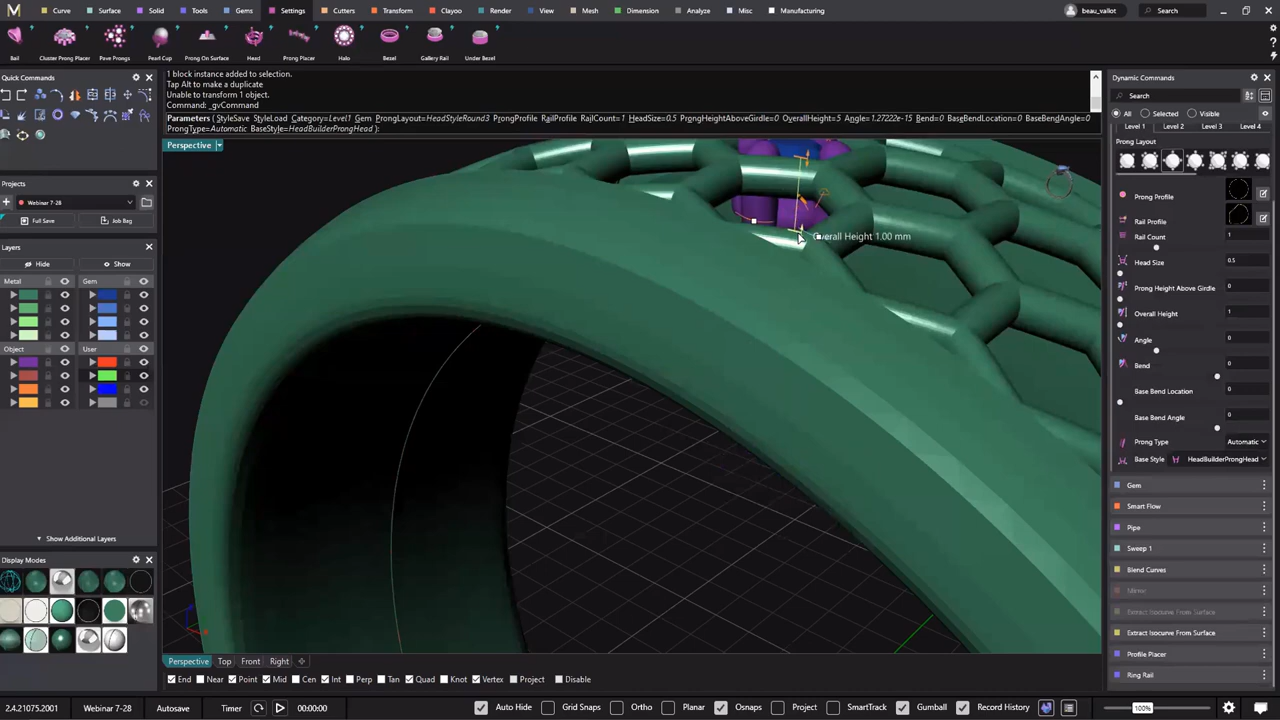 Curve Surface Solid Tools Gems Settings Cutters Transform Clayoo Render View Mesh Dimension Analyze Misc Manufacturing beau_vallot Search
Bail Cluster Prong Placer Pave Prongs Pearl Cup Prong On Surface Head Prong Placer Halo Bezel Gallery Rail Under Bezel
Quick Commands
Projects
Webinar 7-28
Full Save Job Bag
Layers
Hide Show
Metal Gem
Object User
Show Additional Layers
Display Modes
1 block instance added to selection.
Tap Alt to make a duplicate
Unable to transform 1 object.
Command: _gvCommand
Parameters ( StyleSave StyleLoad Category=Level1 Gem ProngLayout=HeadStyleRound3 ProngProfile RailProfile RailCount= 1 HeadSize=0.5 ProngHeightAboveGirdle=0 OverallHeight=5 Angle=1.27222e-15 Bend=0 BaseBendLocation=0 BaseBendAngle=0
ProngType=Automatic BaseStyle=HeadBuilderProngHead ):
Perspective
Overall Height 1.00 mm
Perspective Top Front Right
End Near Point Mid Cen Int Perp Tan Quad Knot Vertex Project Disable
Dynamic Commands
Search
All Selected Visible
Level 1 Level 2 Level 3 Level 4
Prong Layout
Prong Profile
Rail Profile
Rail Count 1
Head Size 0.5
Prong Height Above Girdle 0
Overall Height 1
Angle 0
Bend 0
Base Bend Location 0
Base Bend Angle 0
Prong Type Automatic
Base Style HeadBuilderProngHead
Gem
Smart Flow
Pipe
Sweep 1
Blend Curves
Mirror
Extract Isocurve From Surface
Extract Isocurve From Surface
Profile Placer
Ring Rail
2.4.21075.2001 Webinar 7-28 Autosave Timer 00:00:00 Auto Hide Grid Snaps Ortho Planar Osnaps Project SmartTrack Gumball Record History 100%